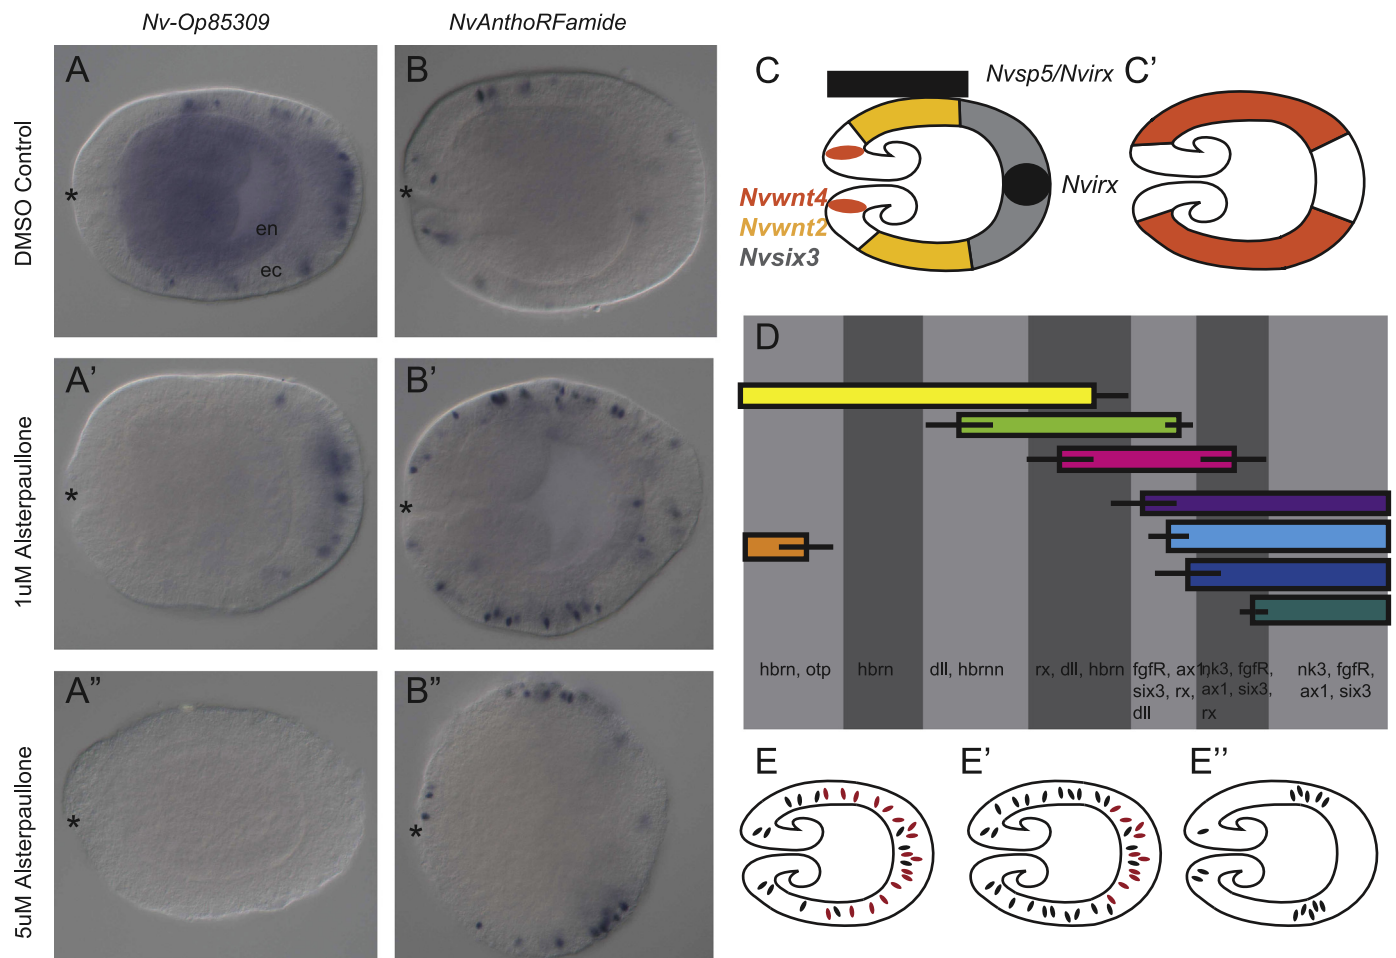 Nv-Op85309
NvAnthoRFamide
DMSO Control
A
*
en
ec
B
*
C
Nvsp5/Nvirx
C’
Nvirx
Nvwnt4
Nvwnt2
Nvsix3
1uM Alsterpaullone
A’
*
B’
*
D
hbrn, otp
hbrn
dll, hbrnn
rx, dll, hbrn
fgfR, ax1,
six3, rx,
dll
nk3, fgfR,
ax1, six3,
rx
nk3, fgfR,
ax1, six3
5uM Alsterpaullone
A”
*
B”
*
E
E’
E’’